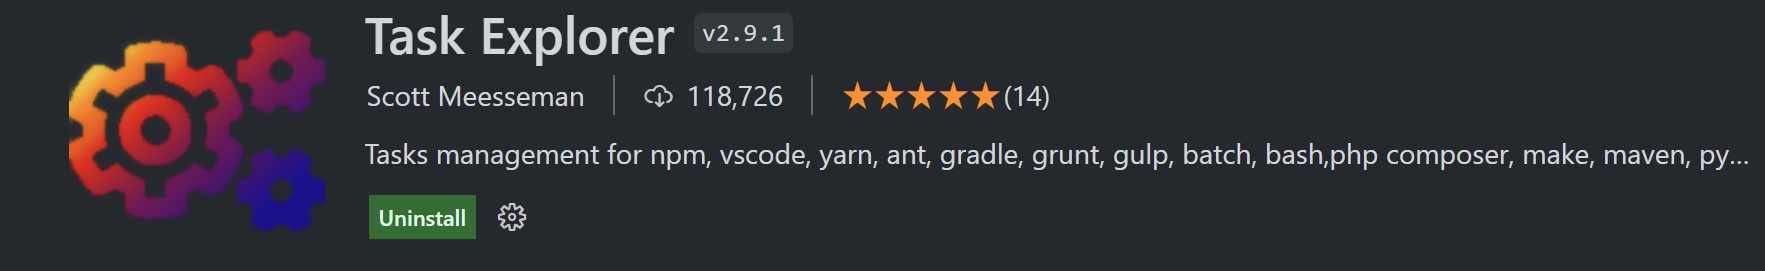 Task Explorer v2.9.1
Scott Meesseman 118,726 ★★★★★(14)
Tasks management for npm, vscode, yarn, ant, gradle, grunt, gulp, batch, bash,php composer, make, maven, py...
Uninstall